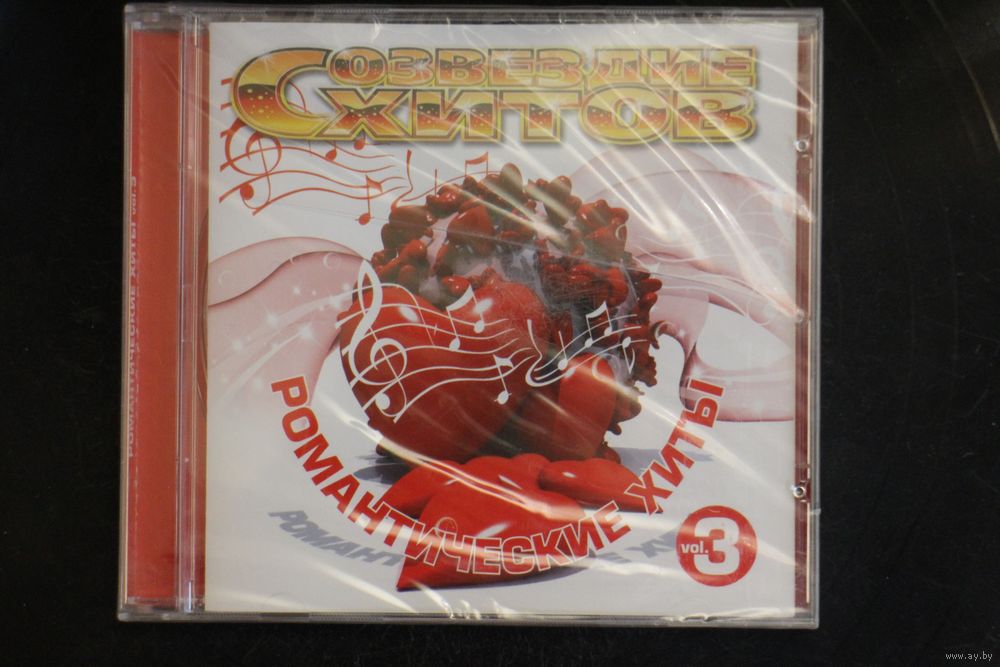 СОЗВЕЗДИЕ
ХИТОВ
РОМАНТИЧЕСКИЕ ХИТЫ
vol.3
РОМАНТИЧЕСКИЕ ХИТЫ vol.3
www.ay.by